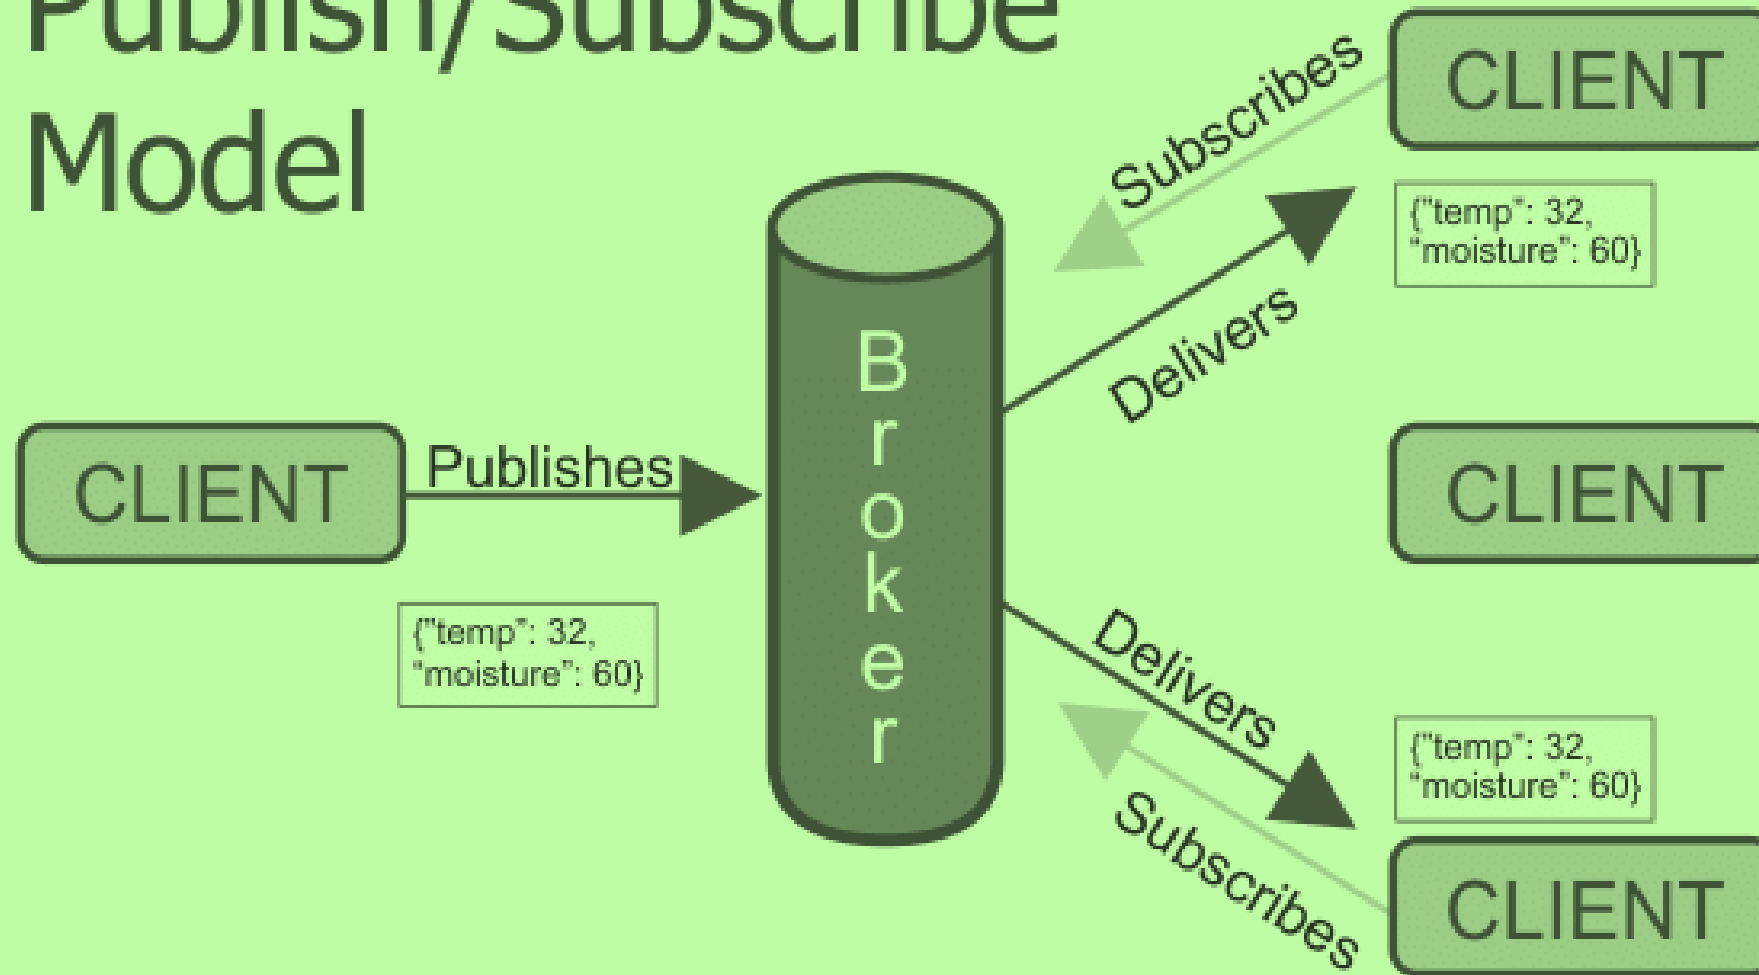 Publish/Subscribe
Model
CLIENT
Subscribes
{"temp": 32,
“moisture”: 60}
Delivers
Broker
CLIENT
Publishes
CLIENT
{"temp”: 32,
“moisture”: 60}
Delivers
{"temp”: 32,
“moisture”: 60}
Subscribes
CLIENT